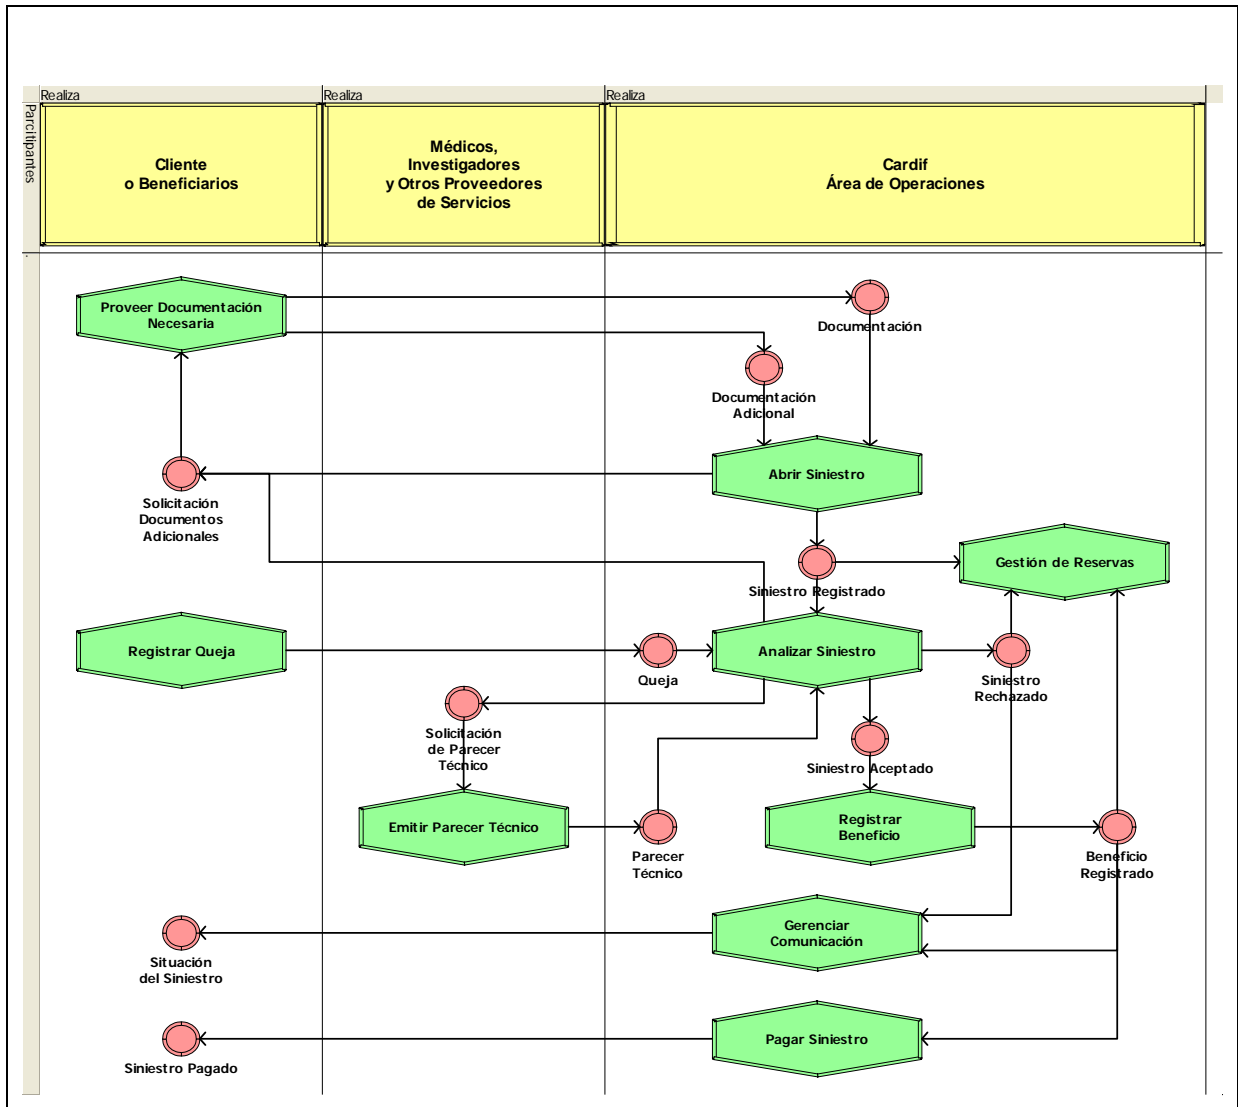 Realiza
Realiza
Realiza
Parcitipantes
Cliente
o Beneficiarios
Médicos,
Investigadores
y Otros Proveedores
de Servicios
Cardif
Área de Operaciones
Proveer Documentación
Necesaria
Documentación
Documentación
Adicional
Abrir Siniestro
Solicitación
Documentos
Adicionales
Gestión de Reservas
Siniestro Registrado
Registrar Queja
Queja
Analizar Siniestro
Siniestro
Rechazado
Solicitación
de Parecer
Técnico
Siniestro Aceptado
Emitir Parecer Técnico
Parecer
Técnico
Registrar
Beneficio
Beneficio
Registrado
Gerenciar
Comunicación
Situación
del Siniestro
Pagar Siniestro
Siniestro Pagado